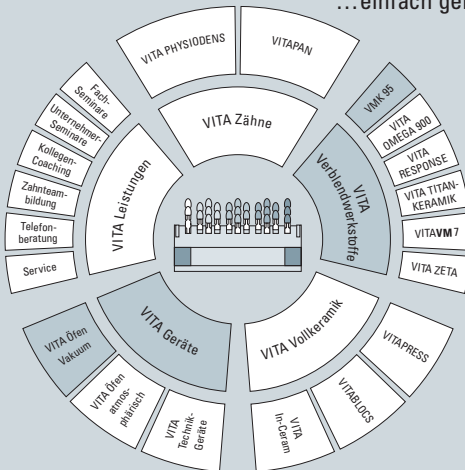 ...einfach ge
VITA PHYSIODENS
VITAPAN
VITA Zähne
Fach-
Seminare
Unternehmer-
Seminare
Kollegen-
Coaching
Zahnteam-
bildung
Telefon-
beratung
Service
VITA Leistungen
VMK 95
VITA
OMEGA 900
VITA
RESPONSE
VITA TITAN-
KERAMIK
VITAVM7
VITA ZETA
VITA
Verblendwerkstoffe
VITA Öfen
Vakuum
VITA Öfen
atmos-
phärisch
VITA
Technik-
Geräte
VITA Geräte
VITA Vollkeramik
VITAPRESS
VITABLOCS
VITA
In-Ceram